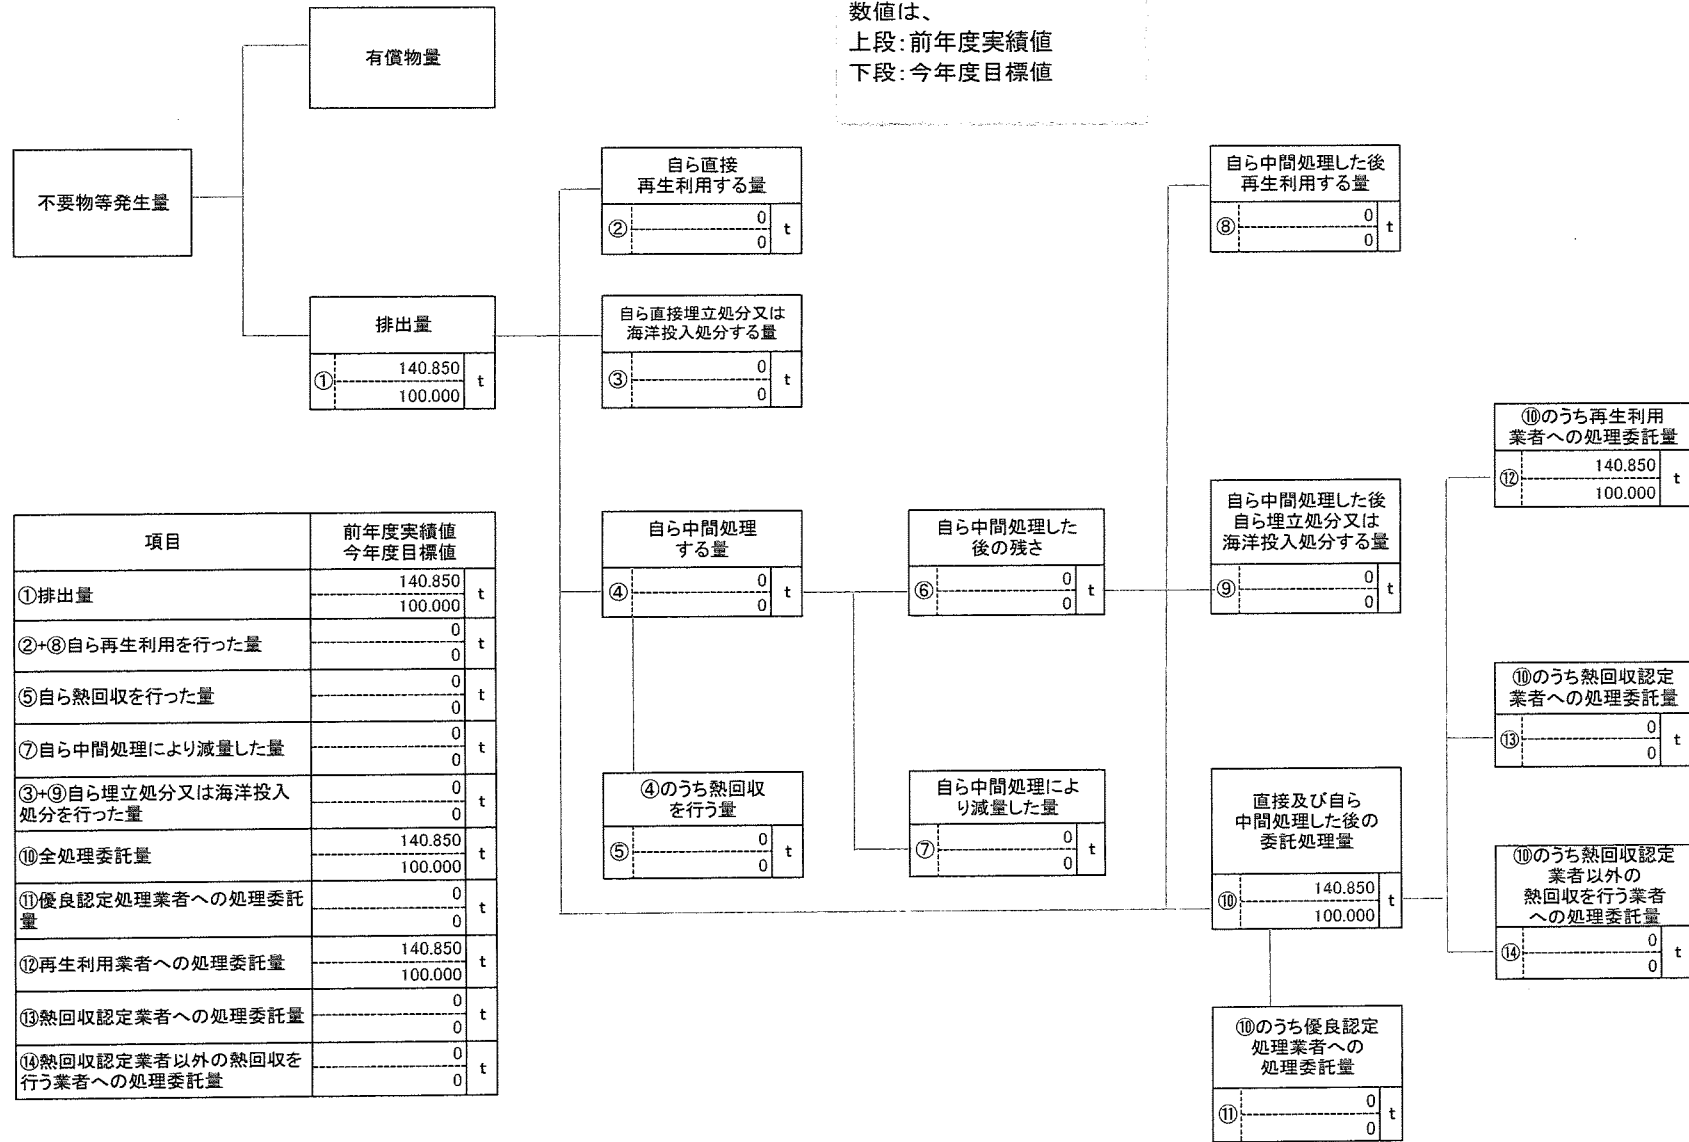 数値は、
上段:前年度実績値
下段:今年度目標値
有償物量
不要物等発生量
排出量
① 140.850 t
100.000
自ら直接
再生利用する量
② 0 t
0
自ら直接埋立処分又は
海洋投入処分する量
③ 0 t
0
自ら中間処理
する量
④ 0 t
0
④のうち熱回収
を行う量
⑤ 0 t
0
自ら中間処理した
後の残さ
⑥ 0 t
0
自ら中間処理によ
り減量した量
⑦ 0 t
0
自ら中間処理した後
再生利用する量
⑧ 0 t
0
自ら中間処理した後
自ら埋立処分又は
海洋投入処分する量
⑨ 0 t
0
直接及び自ら
中間処理した後の
委託処理量
⑩ 140.850 t
100.000
⑩のうち優良認定
処理業者への
処理委託量
⑪ 0 t
0
⑩のうち再生利用
業者への処理委託量
⑫ 140.850 t
100.000
⑩のうち熱回収認定
業者への処理委託量
⑬ 0 t
0
⑩のうち熱回収認定
業者以外の
熱回収を行う業者
への処理委託量
⑭ 0 t
0
項目 前年度実績値
今年度目標値
①排出量 140.850 t
100.000
②+⑧自ら再生利用を行った量 0 t
0
⑤自ら熱回収を行った量 0 t
0
⑦自ら中間処理により減量した量 0 t
0
③+⑨自ら埋立処分又は海洋投入 0 t
処分を行った量 0
⑩全処理委託量 140.850 t
100.000
⑪優良認定処理業者への処理委託 0 t
量 0
⑫再生利用業者への処理委託量 140.850 t
100.000
⑬熱回収認定業者への処理委託量 0 t
0
⑭熱回収認定業者以外の熱回収を 0 t
行う業者への処理委託量 0